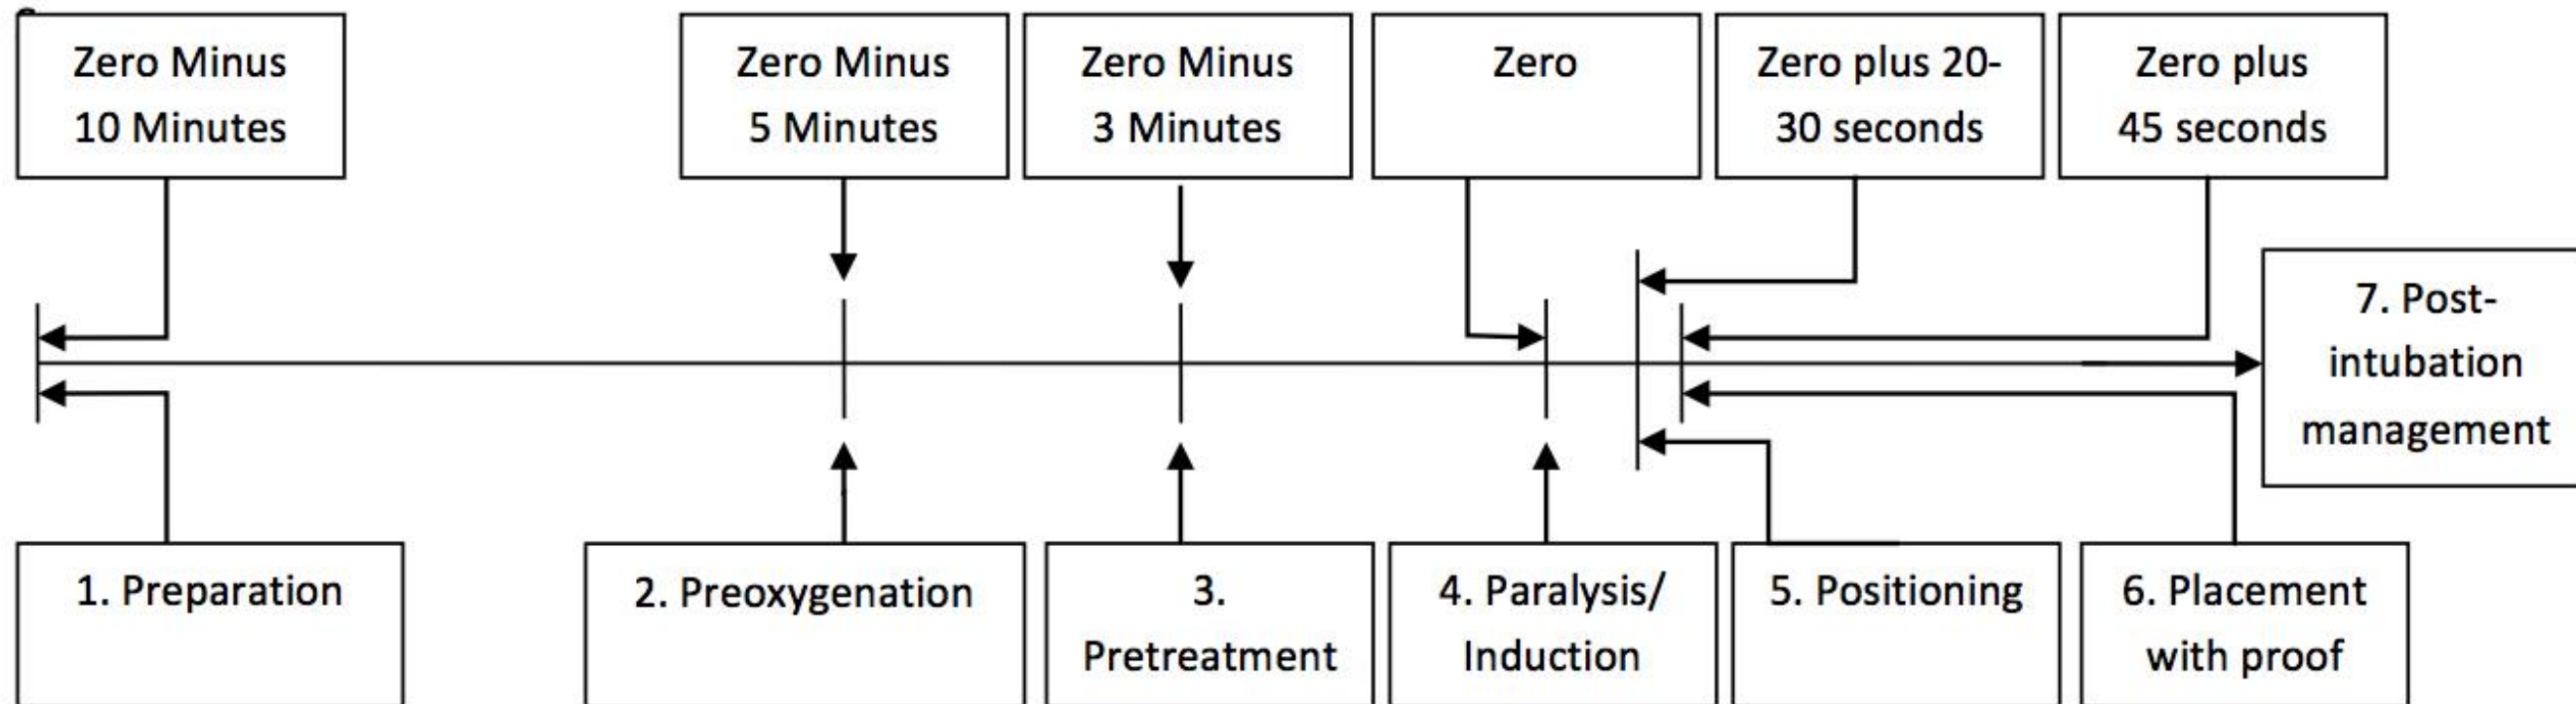 Zero Minus
10 Minutes
Zero Minus
5 Minutes
Zero Minus
3 Minutes
Zero
Zero plus 20-
30 seconds
Zero plus
45 seconds
7. Post-
intubation
management
1. Preparation
2. Preoxygenation
3.
Pretreatment
4. Paralysis/
Induction
5. Positioning
6. Placement
with proof